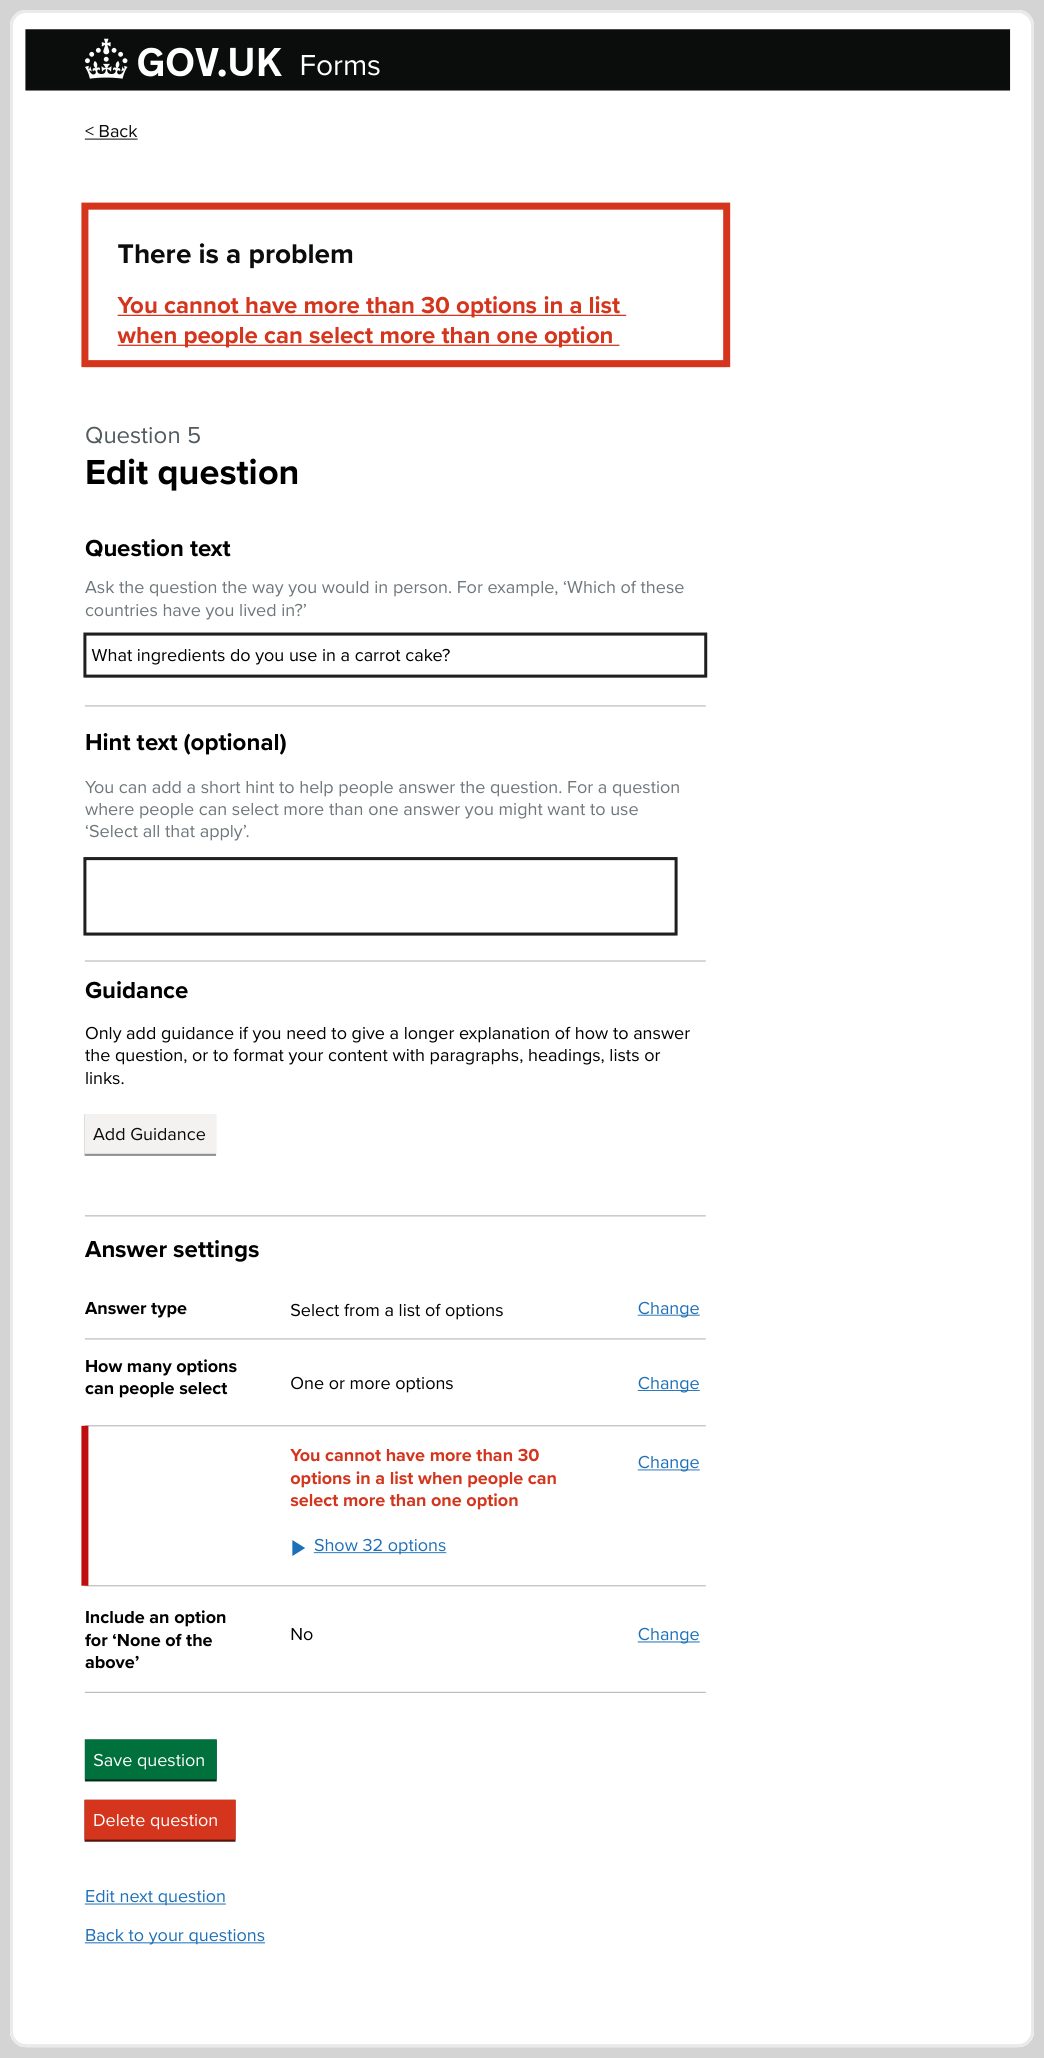 GOV.UK Forms
< Back
There is a problem
You cannot have more than 30 options in a list
when people can select more than one option
Question 5
Edit question
Question text
Ask the question the way you would in person. For example, ‘Which of these
countries have you lived in?’
What ingredients do you use in a carrot cake?
Hint text (optional)
You can add a short hint to help people answer the question. For a question
where people can select more than one answer you might want to use
‘Select all that apply’.
Guidance
Only add guidance if you need to give a longer explanation of how to answer
the question, or to format your content with paragraphs, headings, lists or
links.
Add Guidance
Answer settings
Answer type
Select from a list of options
Change
How many options
can people select
One or more options
Change
You cannot have more than 30
options in a list when people can
select more than one option
Change
Show 32 options
Include an option
for ‘None of the
above’
No
Change
Save question
Delete question
Edit next question
Back to your questions